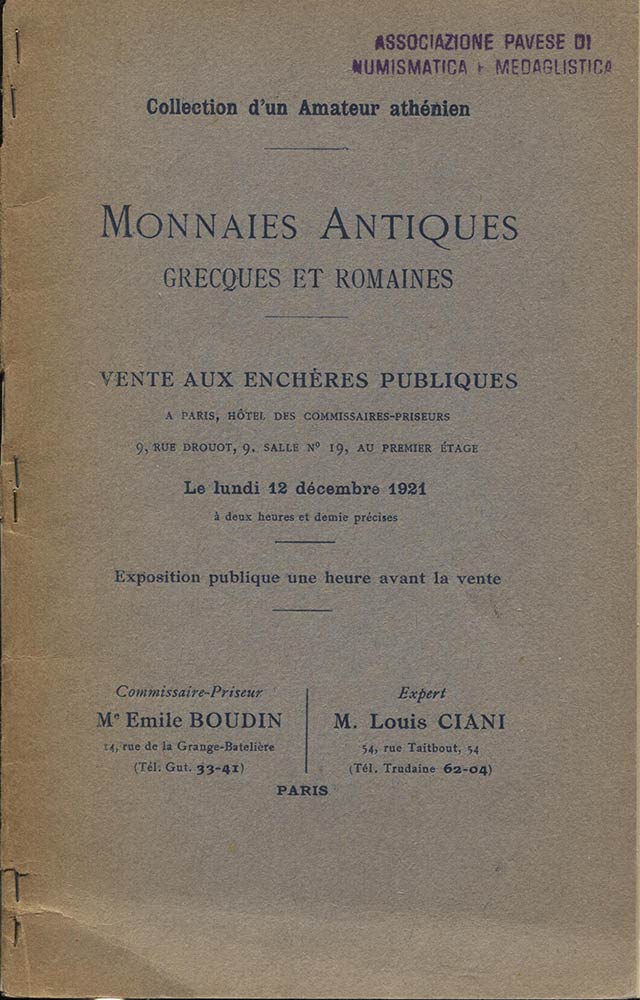 ASSOCIAZIONE PAVESE DI
NUMISMATICA E MEDAGLISTICA
Collection d'un Amateur athénien
MONNAIES ANTIQUES
GRECQUES ET ROMAINES
VENTE AUX ENCHÈRES PUBLIQUES
A PARIS, HÔTEL DES COMMISSAIRES-PRISEURS
9, RUE DROUOT, 9. SALLE Nº 19, AU PREMIER ÉTAGE
Le lundi 12 décembre 1921
à deux heures et demie précises
Exposition publique une heure avant la vente
Commissaire-Priseur
Me Emile BOUDIN
14, rue de la Grange-Batelière
(Tél. Gut. 33-41)
Expert
M. Louis CIANI
54, rue Taitbout, 54
(Tél. Trudaine 62-04)
PARIS